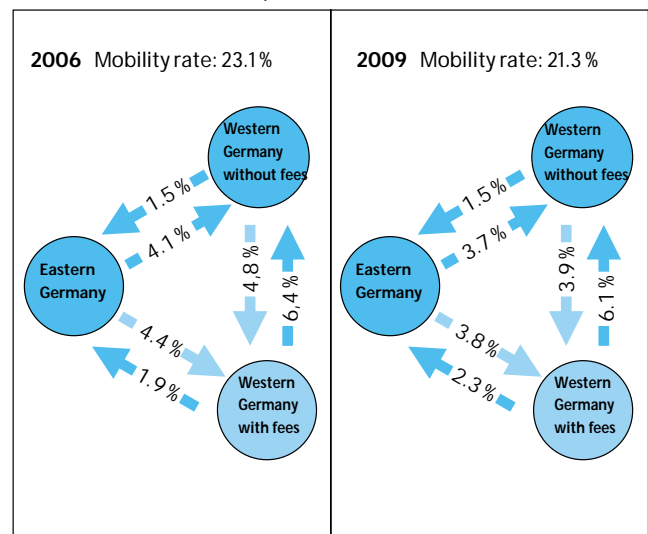 2006 Mobility rate: 23.1 %
Western
Germany
without fees
1.5 %
4.1 %
Eastern
Germany
4,8 %
6,4 %
4.4 %
1.9 %
Western
Germany
with fees
2009 Mobility rate: 21.3 %
Western
Germany
without fees
1.5 %
3.7 %
Eastern
Germany
3.9 %
6.1 %
3.8 %
2.3 %
Western
Germany
with fees